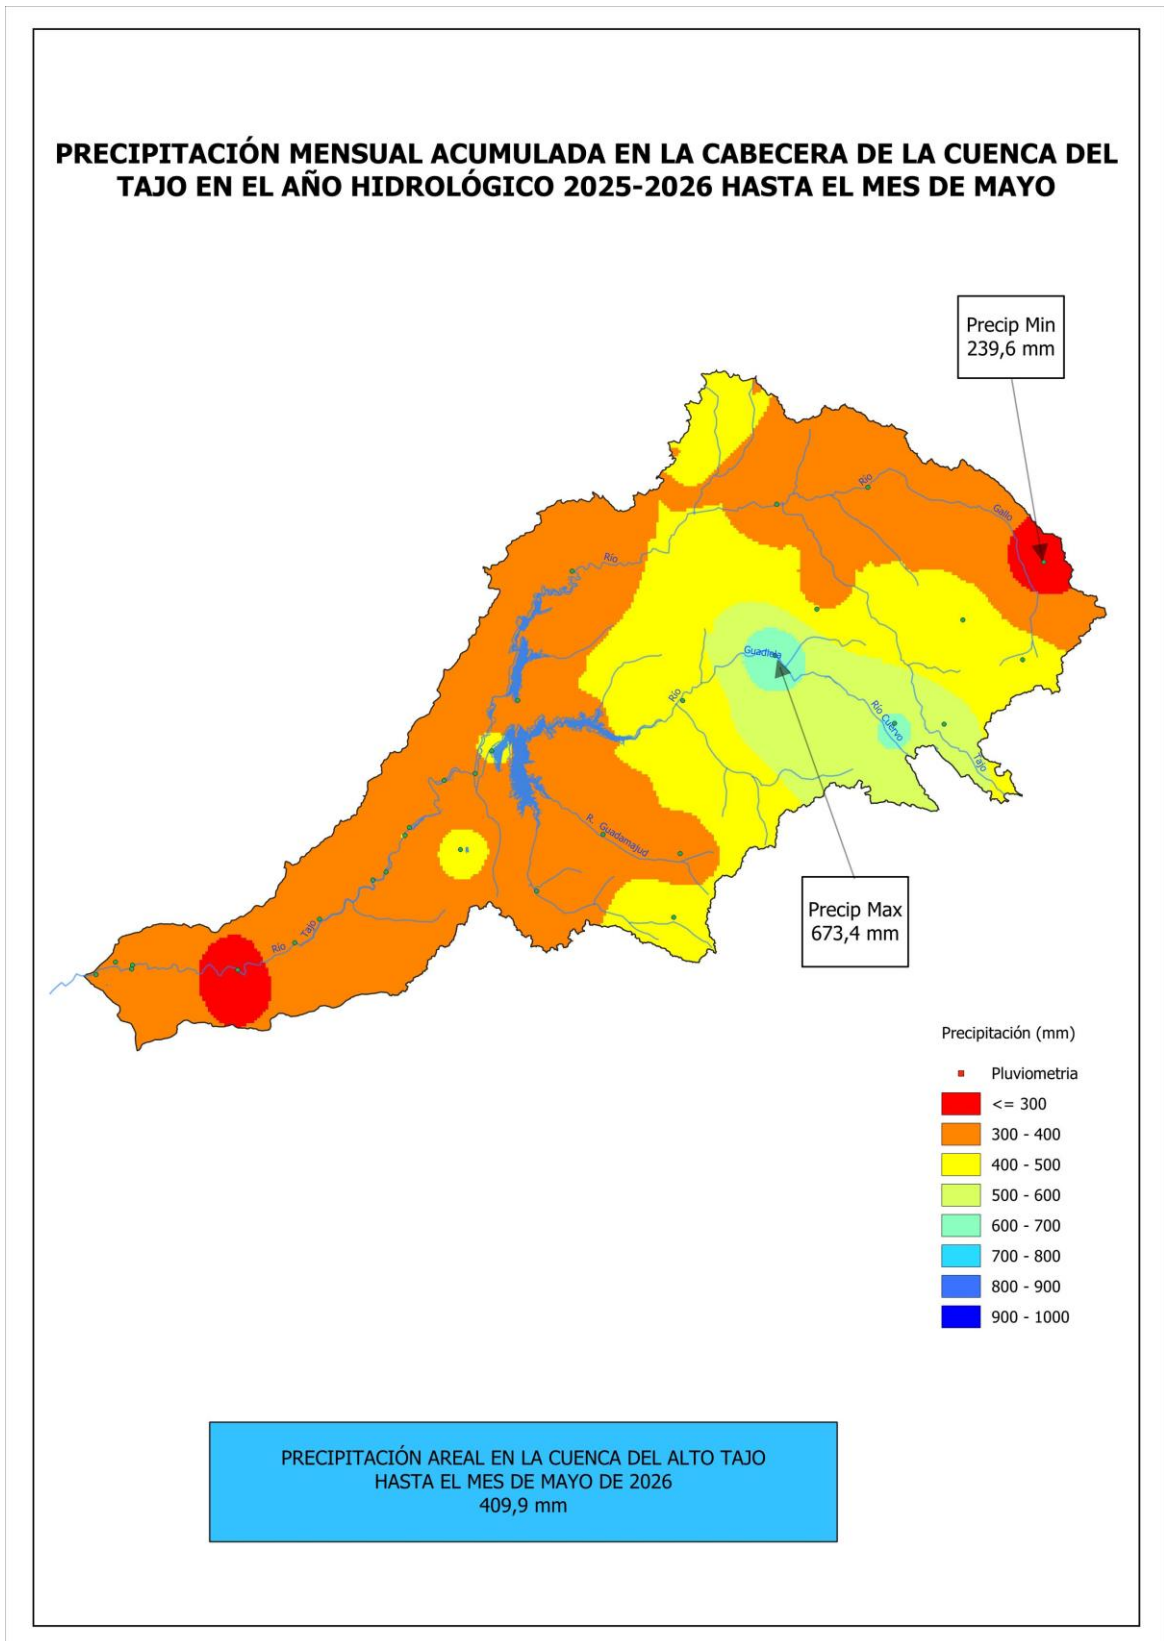 PRECIPITACIÓN MENSUAL ACUMULADA EN LA CABECERA DE LA CUENCA DEL
TAJO EN EL AÑO HIDROLÓGICO 2025-2026 HASTA EL MES DE MAYO
Precip Min
239,6 mm
Río
Gallo
Río
Guadiela
Río
Río Cuervo
Tajo
R. Guadamajud
Río
Tajo
Precip Max
673,4 mm
Precipitación (mm)
Pluviometria
<= 300
300 - 400
400 - 500
500 - 600
600 - 700
700 - 800
800 - 900
900 - 1000
PRECIPITACIÓN AREAL EN LA CUENCA DEL ALTO TAJO
HASTA EL MES DE MAYO DE 2026
409,9 mm